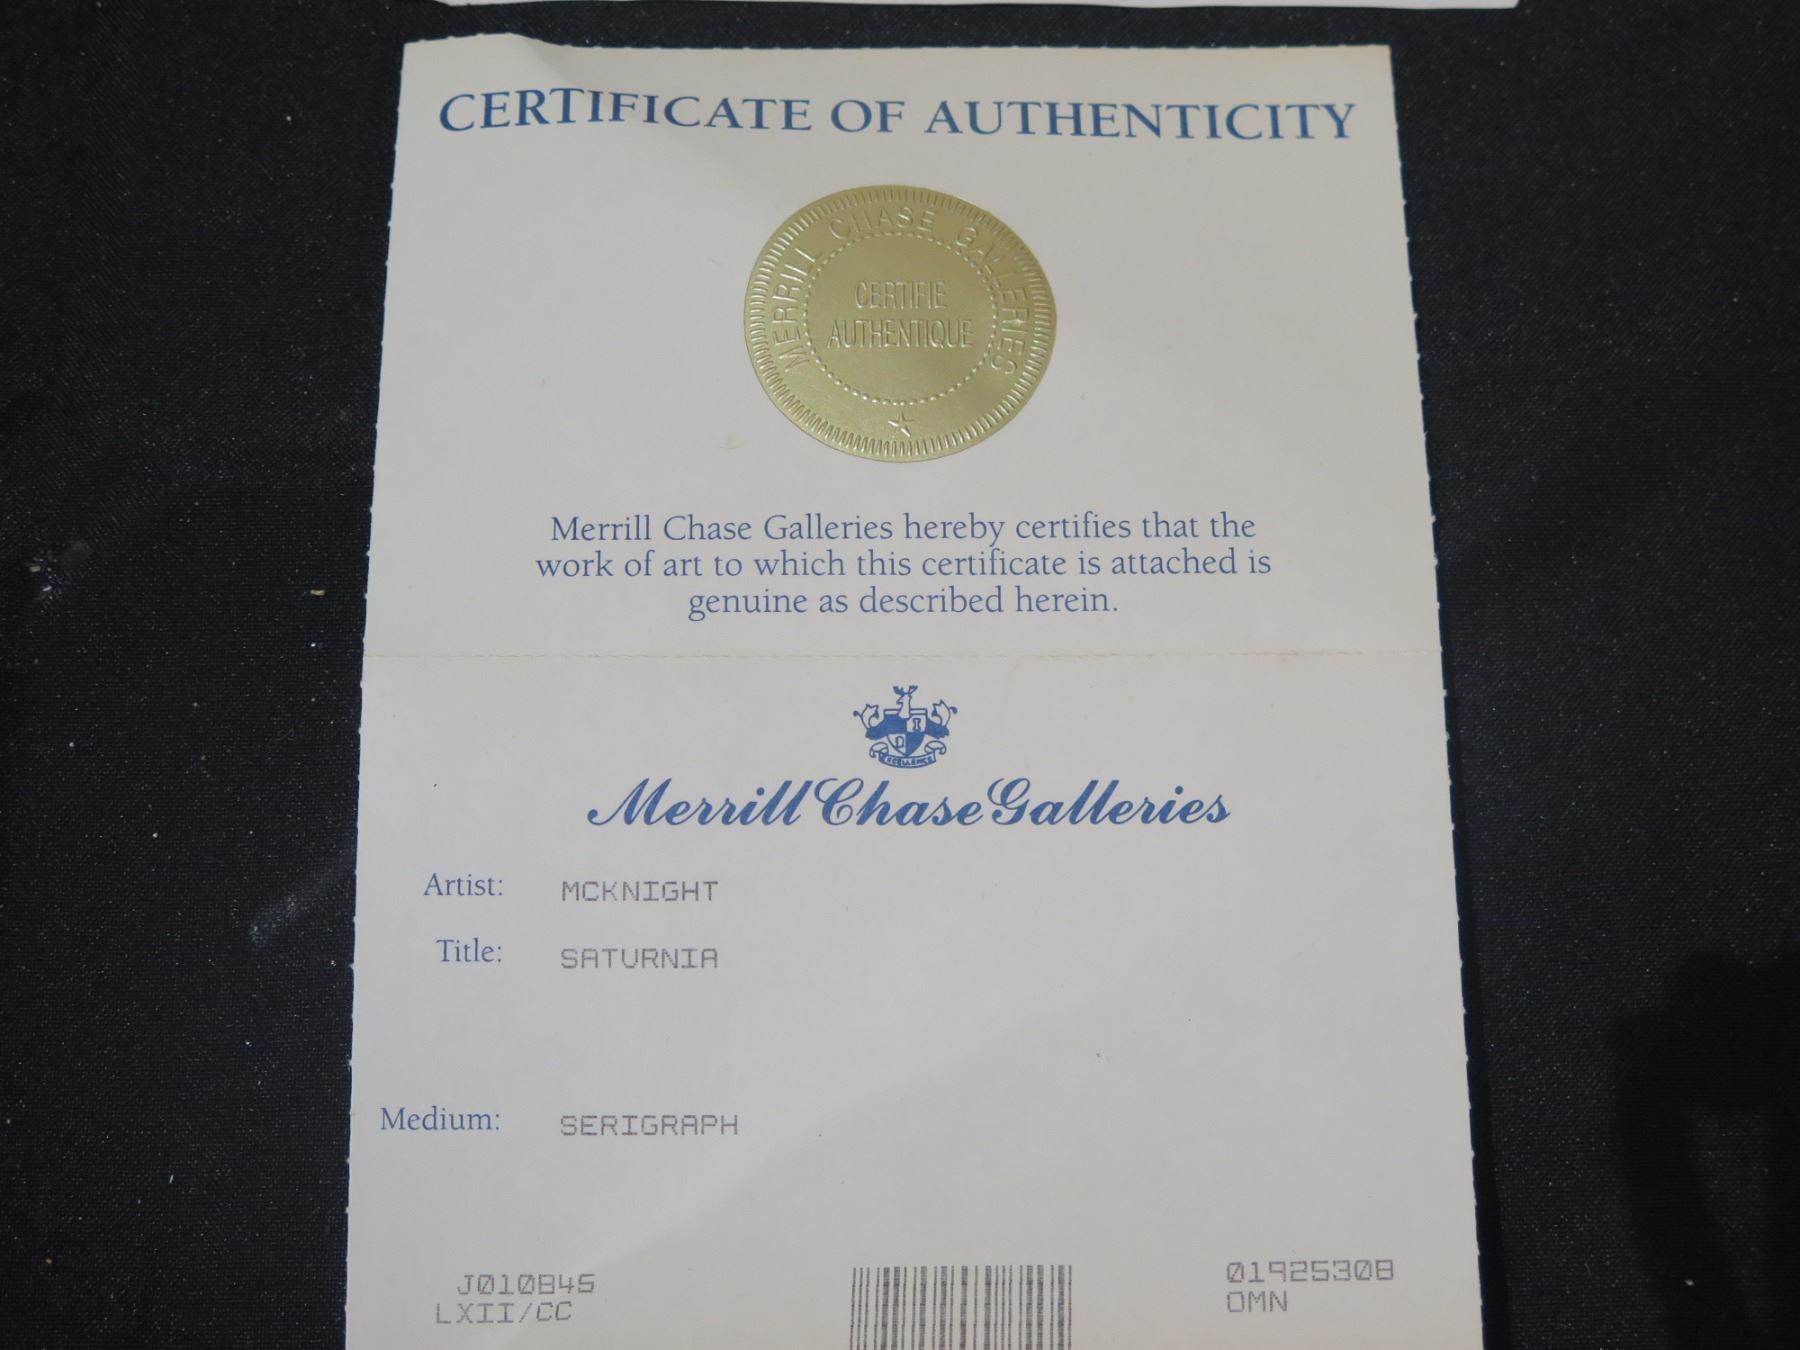 CERTIFICATE OF AUTHENTICITY
MERRILL CHASE GALLERIES
CERTIFIE
AUTHENTIQUE
Merrill Chase Galleries hereby certifies that the
work of art to which this certificate is attached is
genuine as described herein.
EXCELLENCE
Merrill Chase Galleries
Artist: MCKNIGHT
Title: SATURNIA
Medium: SERIGRAPH
J010845 01925308
LXII/CC OMN